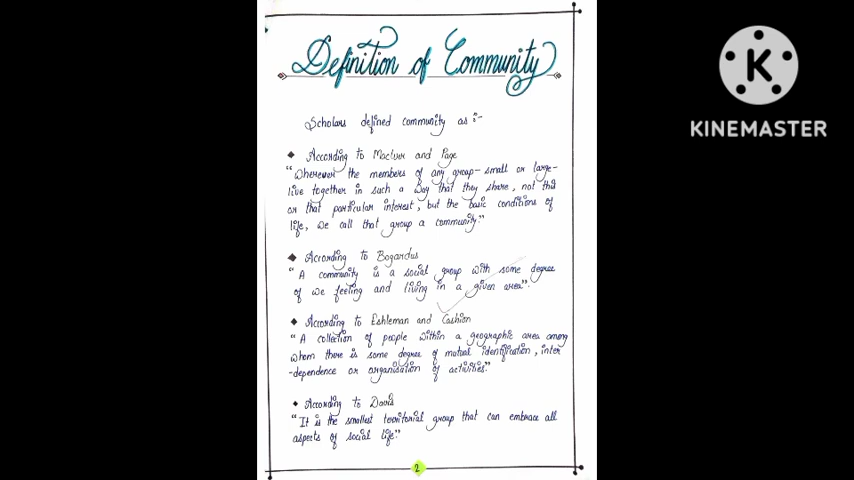 Definition of Community
Scholars defined community as :-
According to MacIver and Page
"Wherever the members of any group- small or large-
live together in such a way that they share, not this
or that particular interest, but the basic conditions of
life, we call that group a community."
According to Bogardus
"A community is a social group with some degree
of we feeling and living in a given area".
According to Eshleman and Cashion
"A collection of people within a geographic area among
whom there is some degree of mutual identification, inter
-dependence or organisation of activities."
According to Davis
"It is the smallest territorial group that can embrace all
aspects of social life."
2
K
KINEMASTER